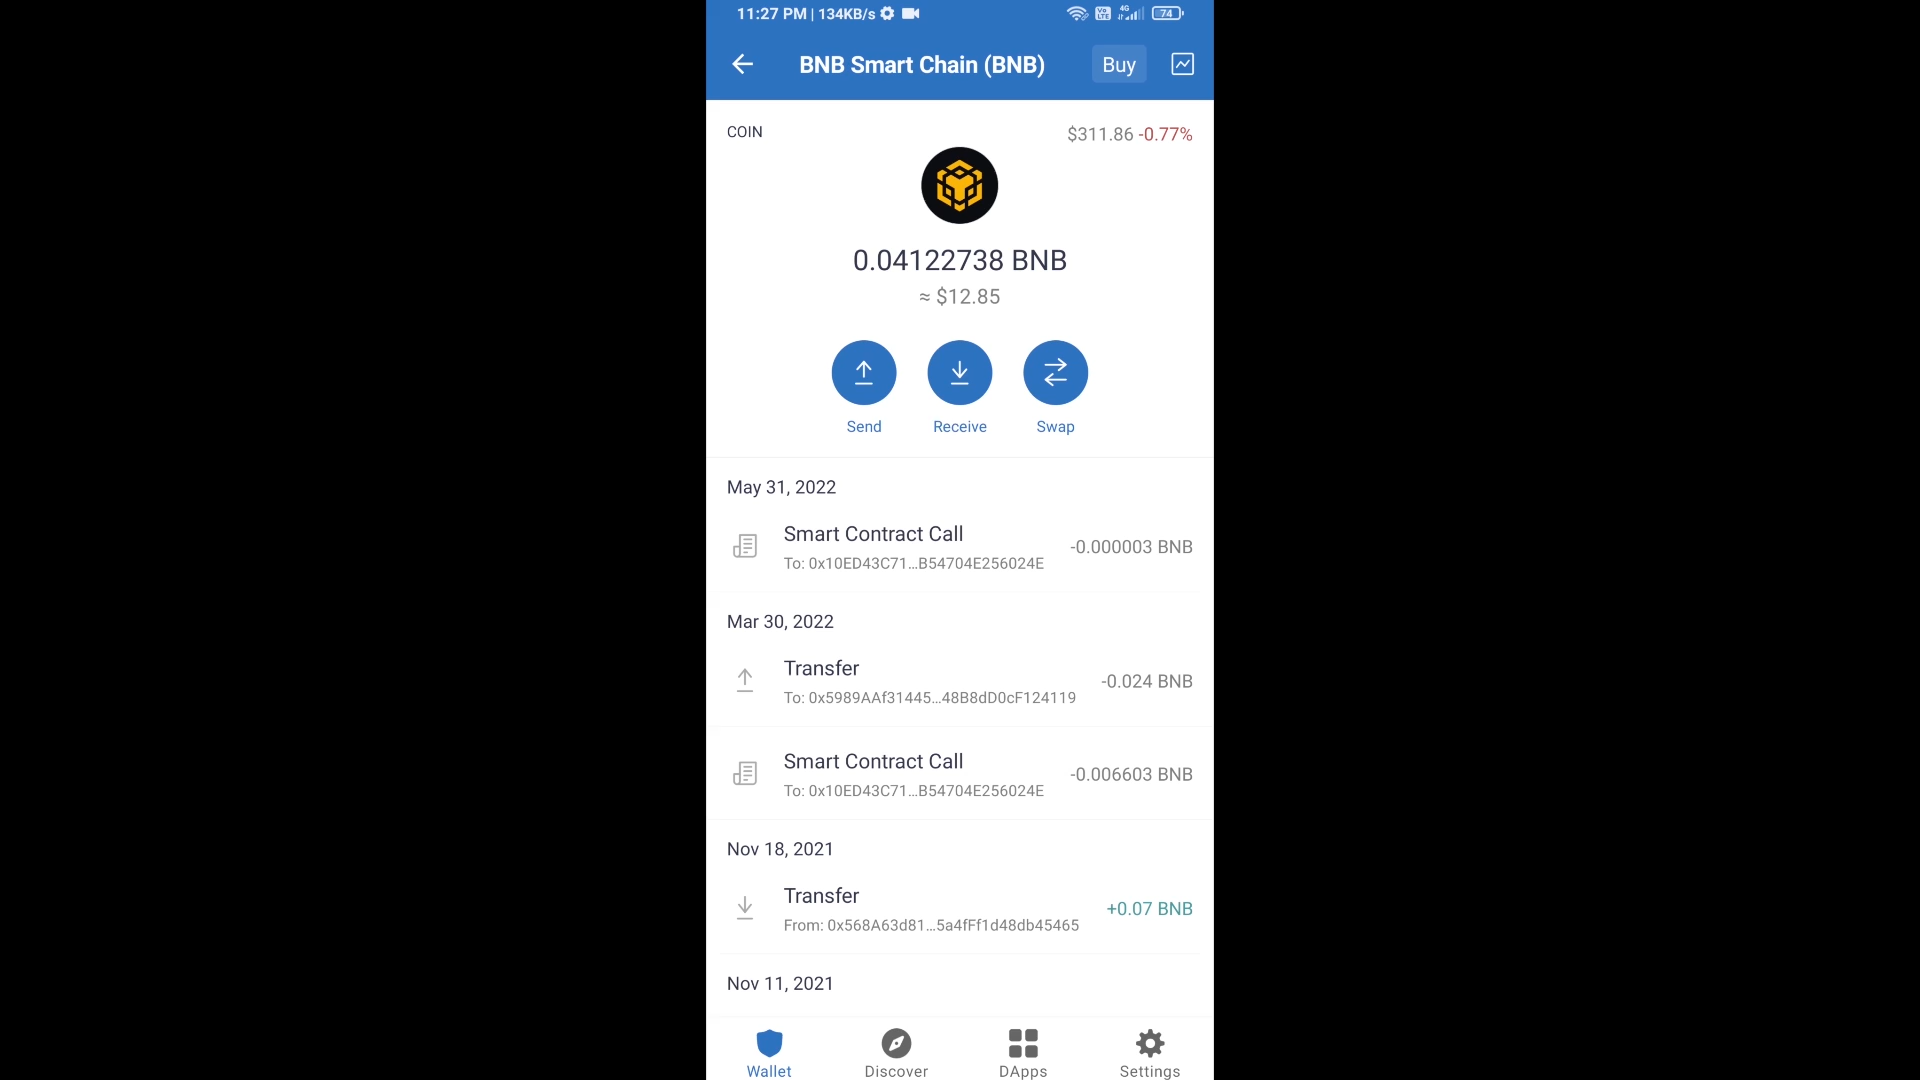 11:27 PM | 134KB/s
Vo LTE 4G 74
BNB Smart Chain (BNB)
Buy
COIN
$311.86 -0.77%
0.04122738 BNB
≈ $12.85
Send
Receive
Swap
May 31, 2022
Smart Contract Call
-0.000003 BNB
To: 0x10ED43C71...B54704E256024E
Mar 30, 2022
Transfer
-0.024 BNB
To: 0x5989AAf31445...48B8dD0cF124119
Smart Contract Call
-0.006603 BNB
To: 0x10ED43C71...B54704E256024E
Nov 18, 2021
Transfer
+0.07 BNB
From: 0x568A63d81...5a4fFf1d48db45465
Nov 11, 2021
Wallet
Discover
DApps
Settings